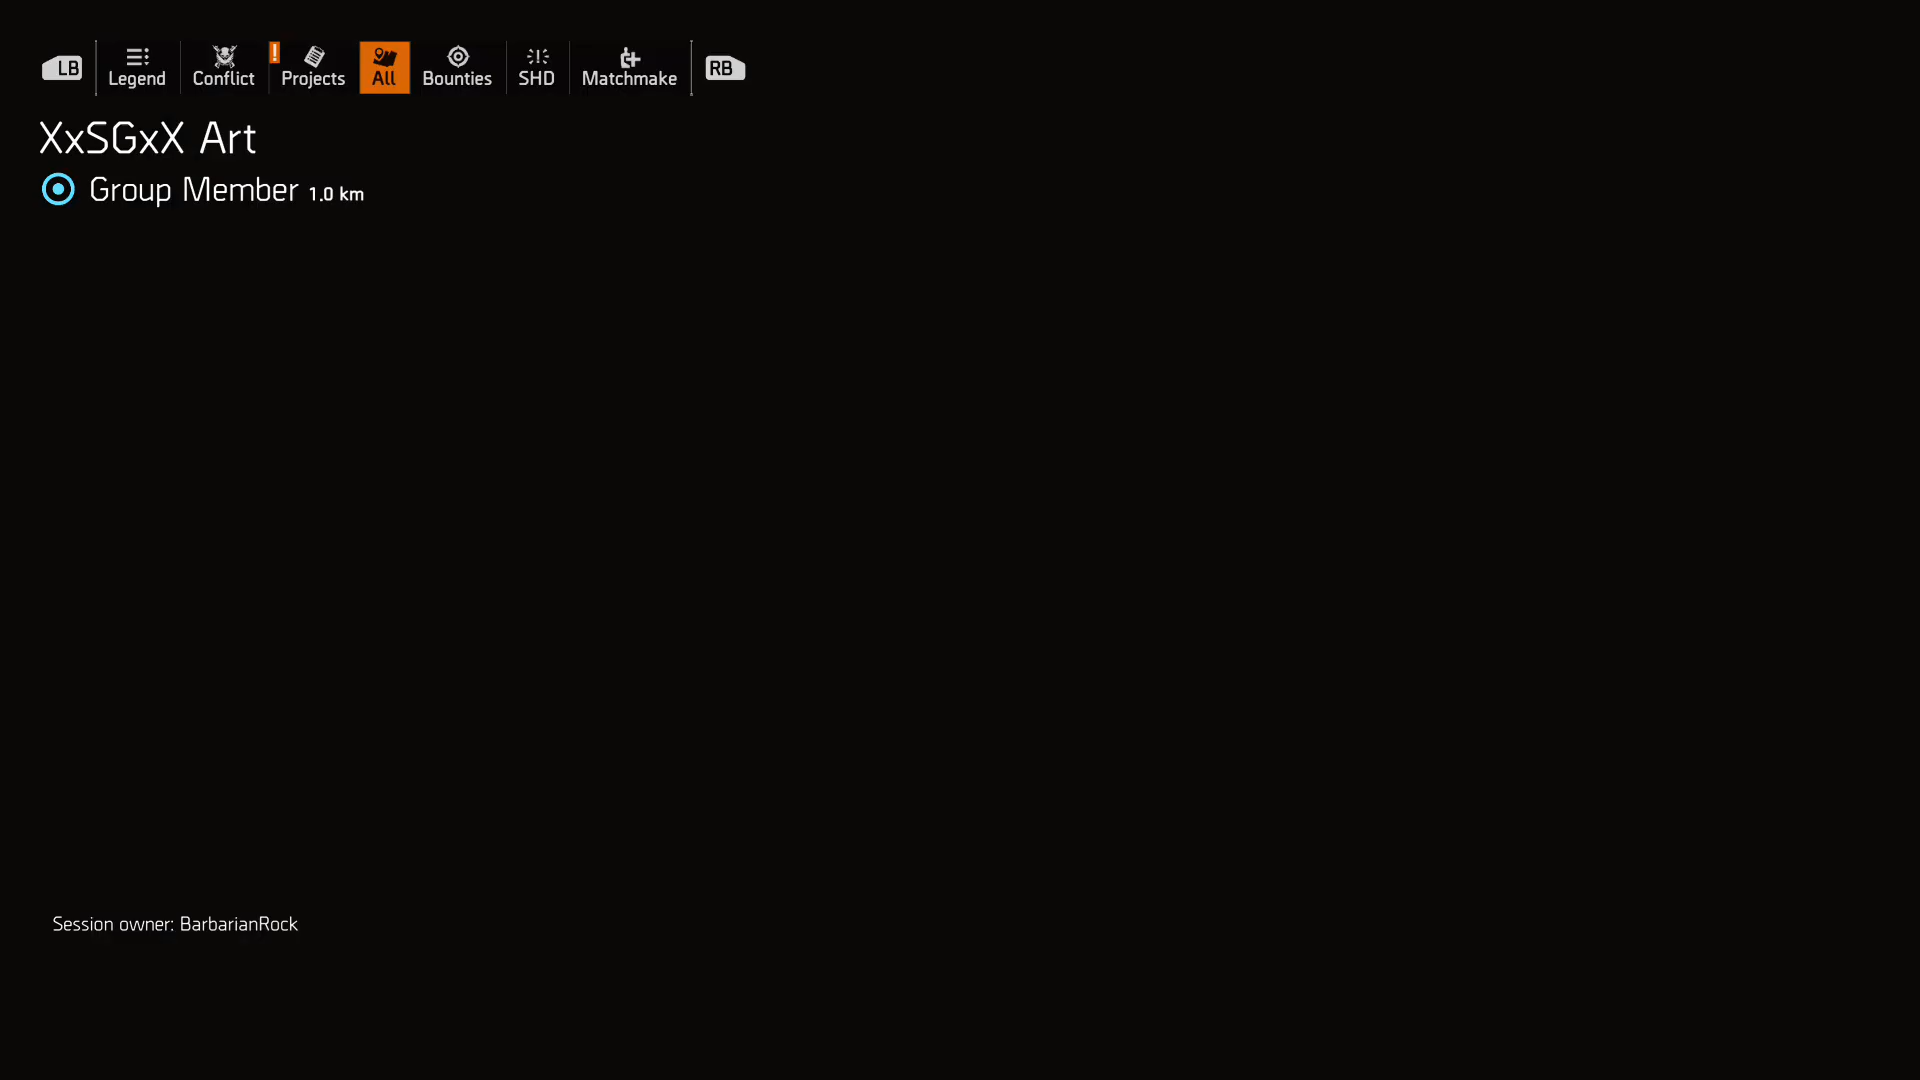 LB Legend Conflict ! Projects All Bounties SHD Matchmake RB
XxSGxX Art
Group Member 1.0 km
Session owner: BarbarianRock